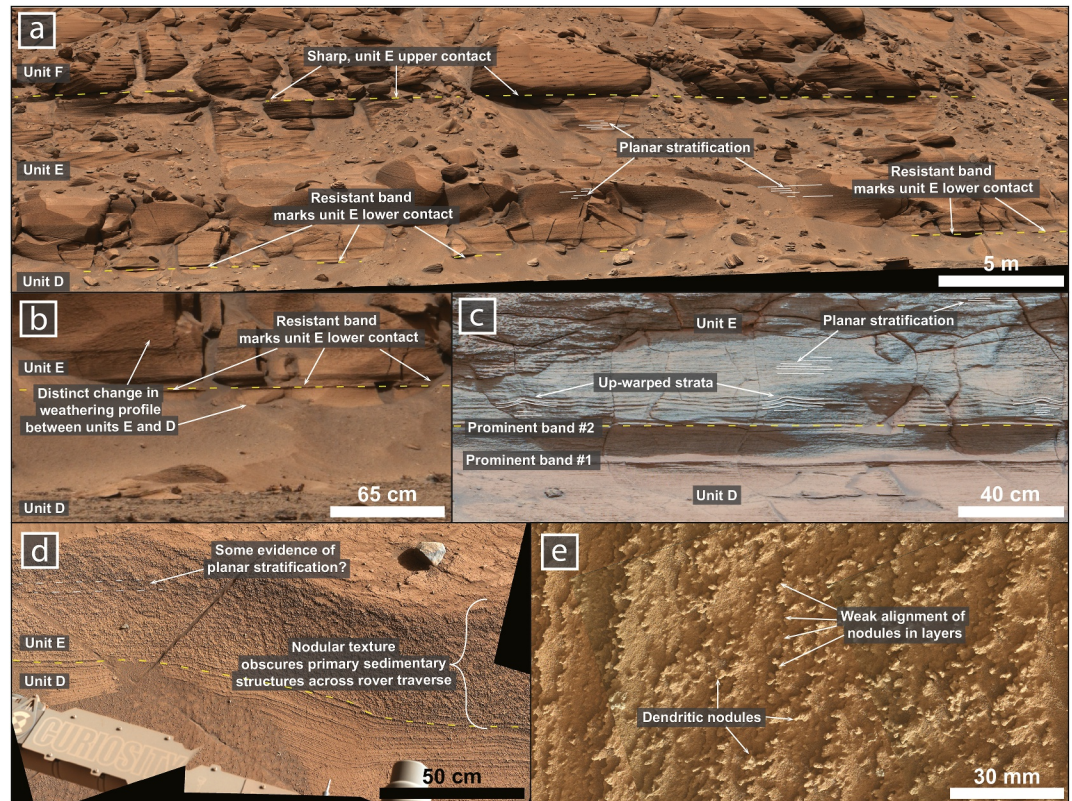 a
Sharp, unit E upper contact
Unit F
Planar stratification
Unit E
Resistant band
marks unit E lower contact
Resistant band
marks unit E lower contact
Unit D
5 m
b
Resistant band
marks unit E lower contact
Unit E
Distinct change in
weathering profile
between units E and D
65 cm
Unit D
c
Unit E
Planar stratification
Up-warped strata
Prominent band #2
Prominent band #1
Unit D
40 cm
d
Some evidence of
planar stratification?
Unit E
Unit D
Nodular texture
obscures primary sedimentary
structures across rover traverse
CURIOSITY
50 cm
e
Weak alignment of
nodules in layers
Dendritic nodules
30 mm